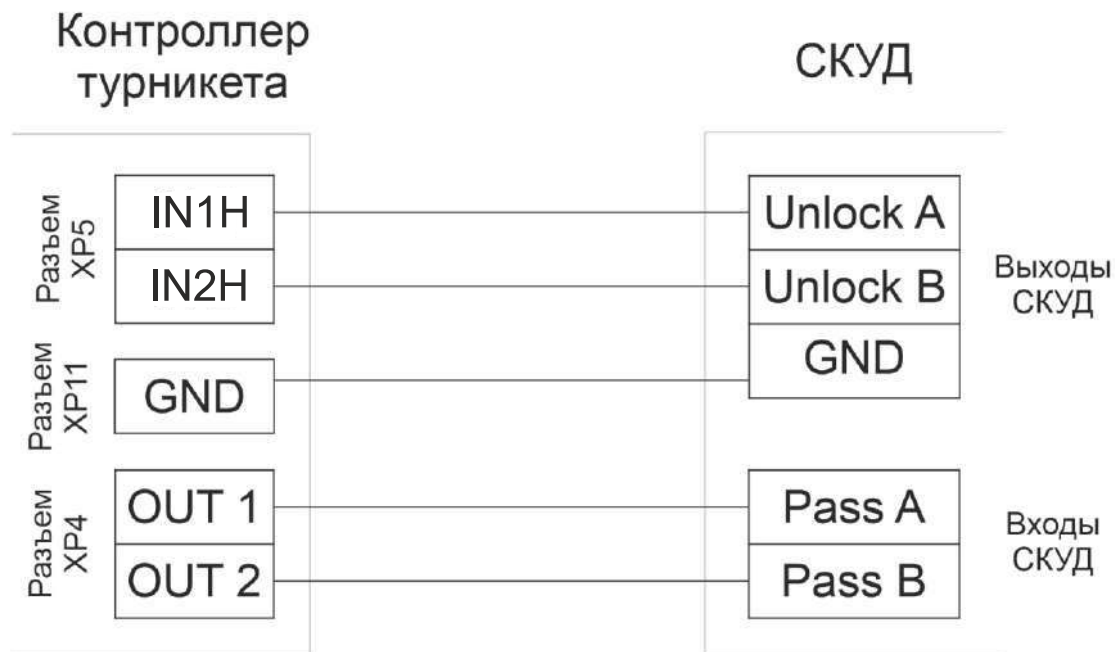 Контроллер
турникета
СКУД
Разъем
XP5
IN1H
IN2H
Unlock A
Unlock B
GND
Выходы
СКУД
Разъем
XP11
GND
Разъем
XP4
OUT 1
OUT 2
Pass A
Pass B
Входы
СКУД